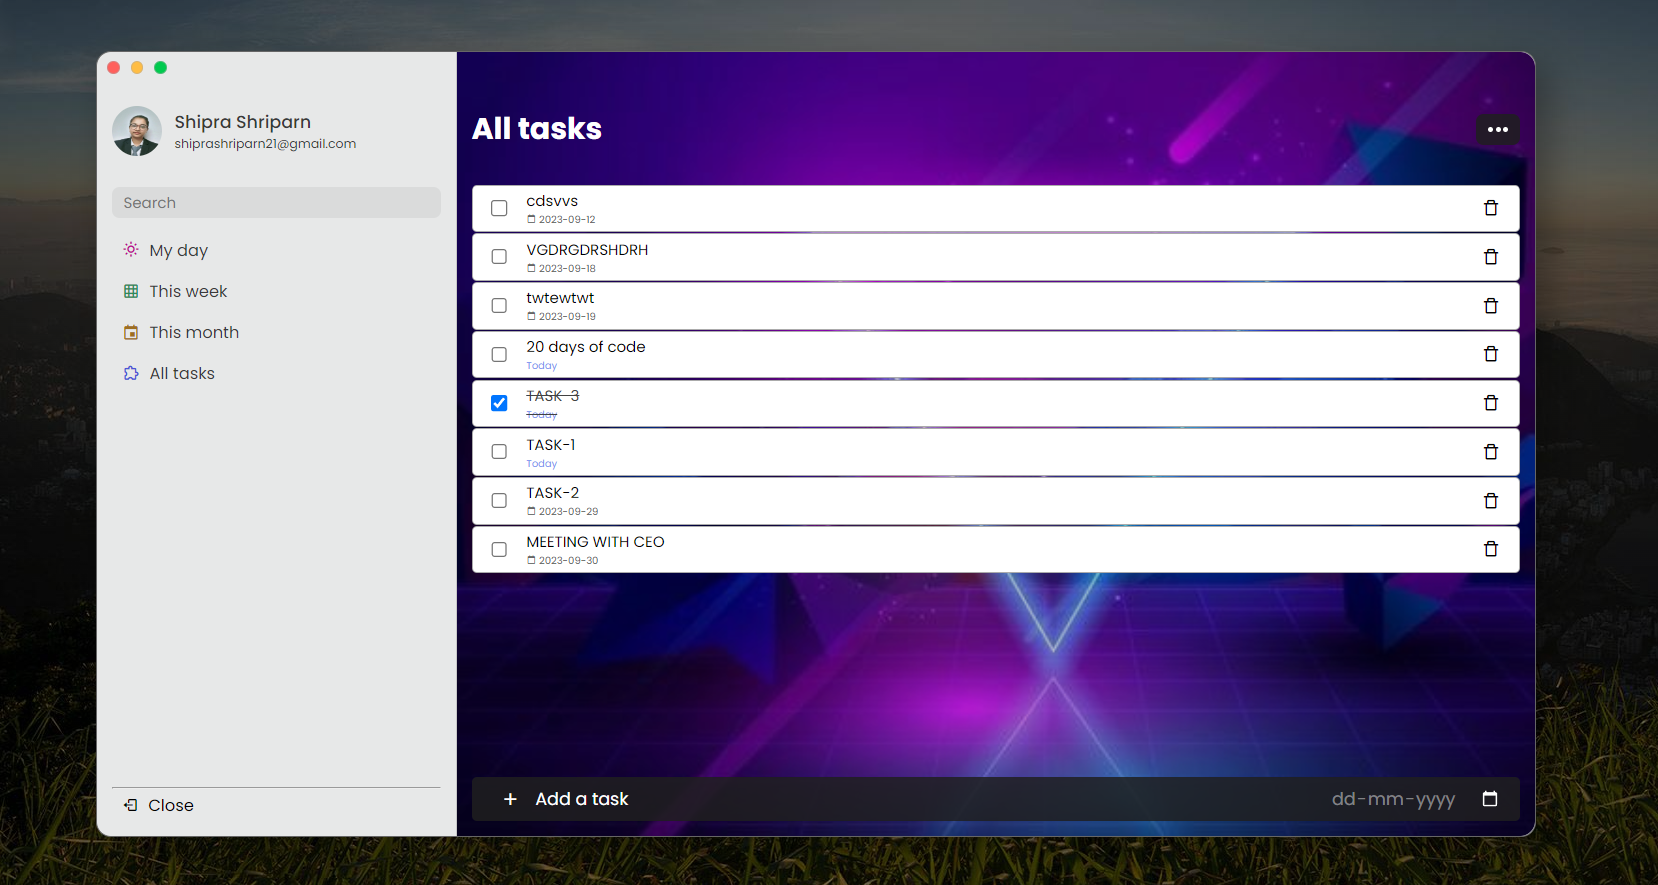 Shipra Shriparn
shiprashriparn21@gmail.com
Search
My day
This week
This month
All tasks
Close
All tasks
cdsvvs
2023-09-12
VGDRGDRSHDRH
2023-09-18
twtewtwt
2023-09-19
20 days of code
Today
TASK-3
Today
TASK-1
Today
TASK-2
2023-09-29
MEETING WITH CEO
2023-09-30
+ Add a task
dd-mm-yyyy